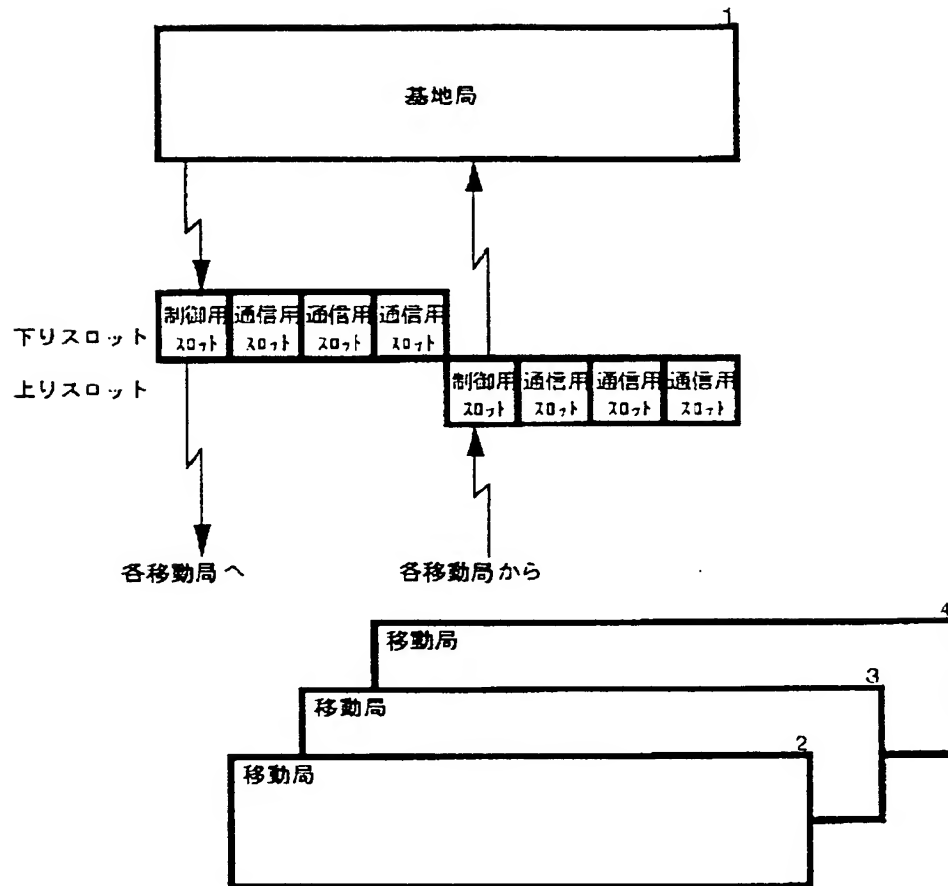 1
基地局
下りスロット
制御用スロット 通信用スロット 通信用スロット 通信用スロット
上りスロット
制御用スロット 通信用スロット 通信用スロット 通信用スロット
各移動局へ 各移動局から
4
移動局
3
移動局
2
移動局